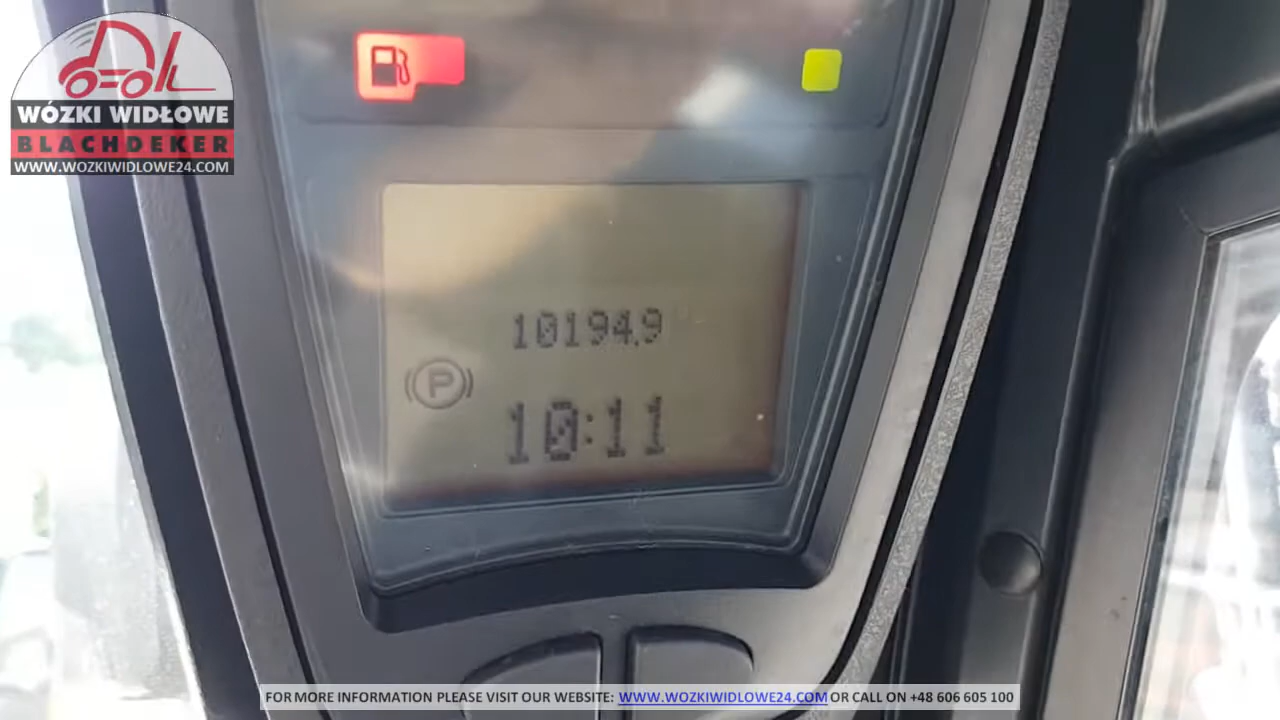 WÓZKI WIDŁOWE
BLACHDEKER
WWW.WOZKIWIDLOWE24.COM
10194.9
P
10:11
FOR MORE INFORMATION PLEASE VISIT OUR WEBSITE: WWW.WOZKIWIDLOWE24.COM OR CALL ON +48 606 605 100